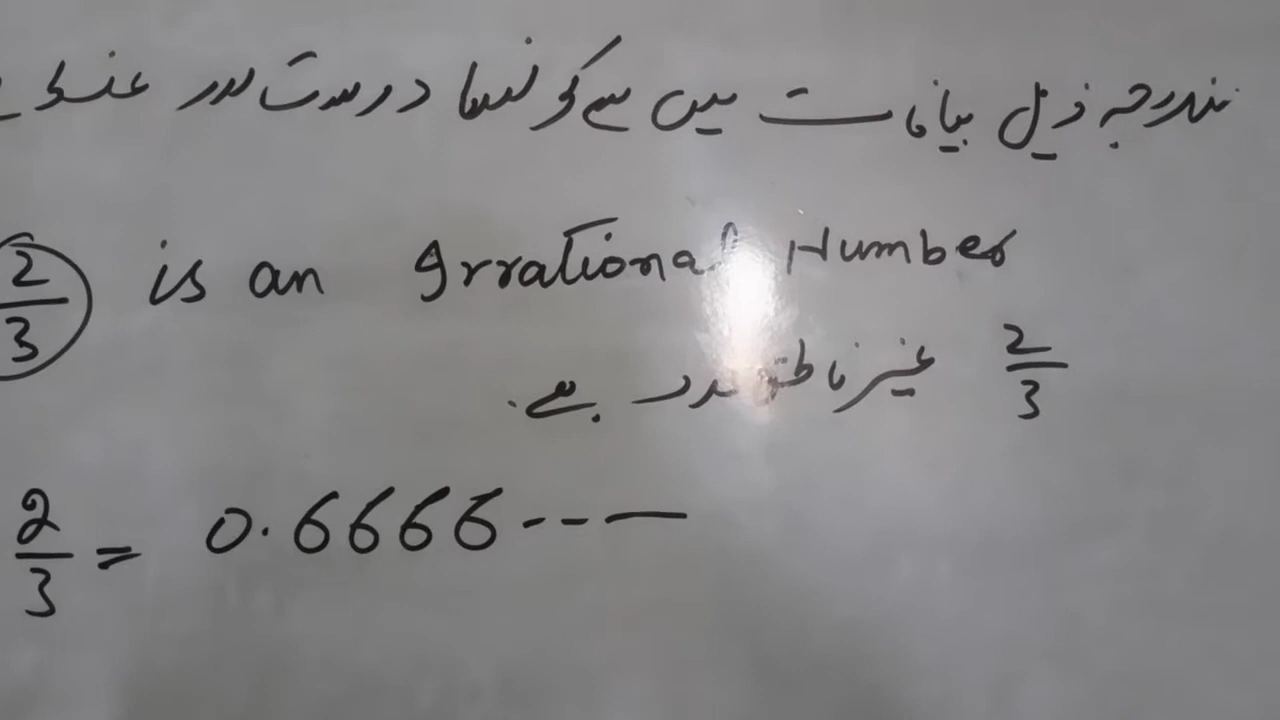 مندرجہ ذیل بیانات میں سے کونسا درست اور غلط
2/3 is an Irrational Number
2/3 غیر ناطق عدد ہے۔
2/3 = 0.6666-----